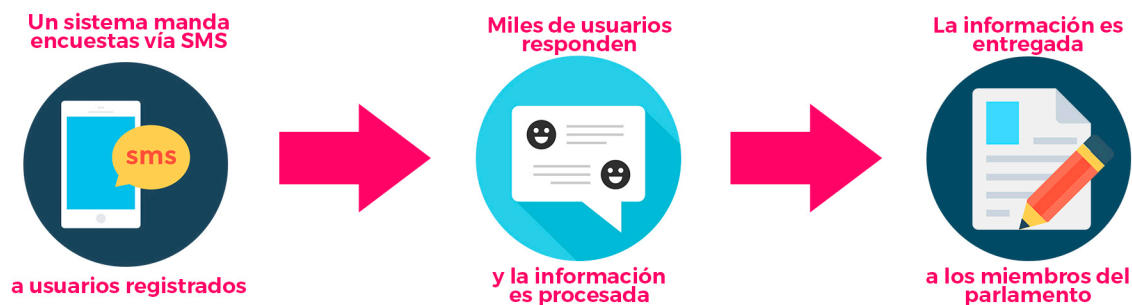 Un sistema manda
encuestas vía SMS
sms
a usuarios registrados
Miles de usuarios
responden
y la información
es procesada
La información es
entregada
a los miembros del
parlamento